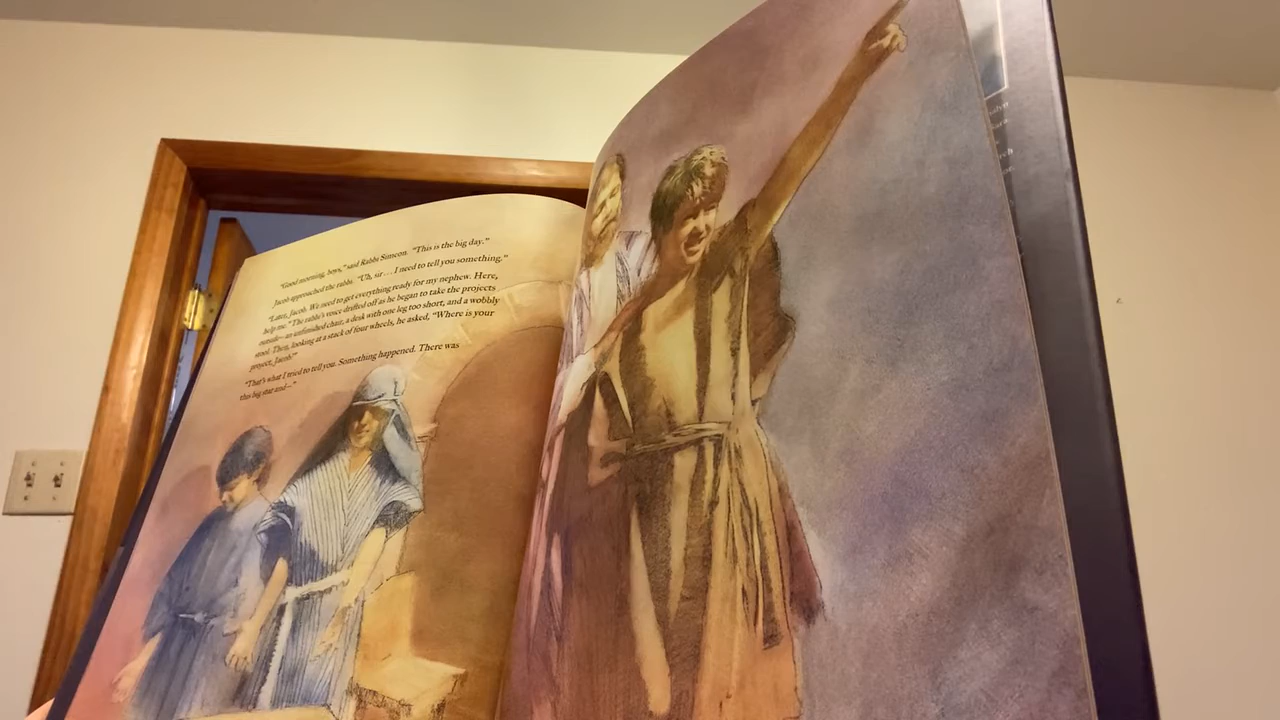 "Good morning, boys," said Rabbi Simeon. "This is the big day."
Jacob approached the rabbi. "Uh, sir . . . I need to tell you something."
"Later, Jacob. We need to get everything ready for my nephew. Here,
help me." The rabbi's voice drifted off as he began to take the projects
outside—an unfinished chair, a desk with one leg too short, and a wobbly
stool. Then, looking at a stack of four wheels, he asked, "Where is your
project, Jacob?"
"That's what I tried to tell you. Something happened. There was
this big star and—"